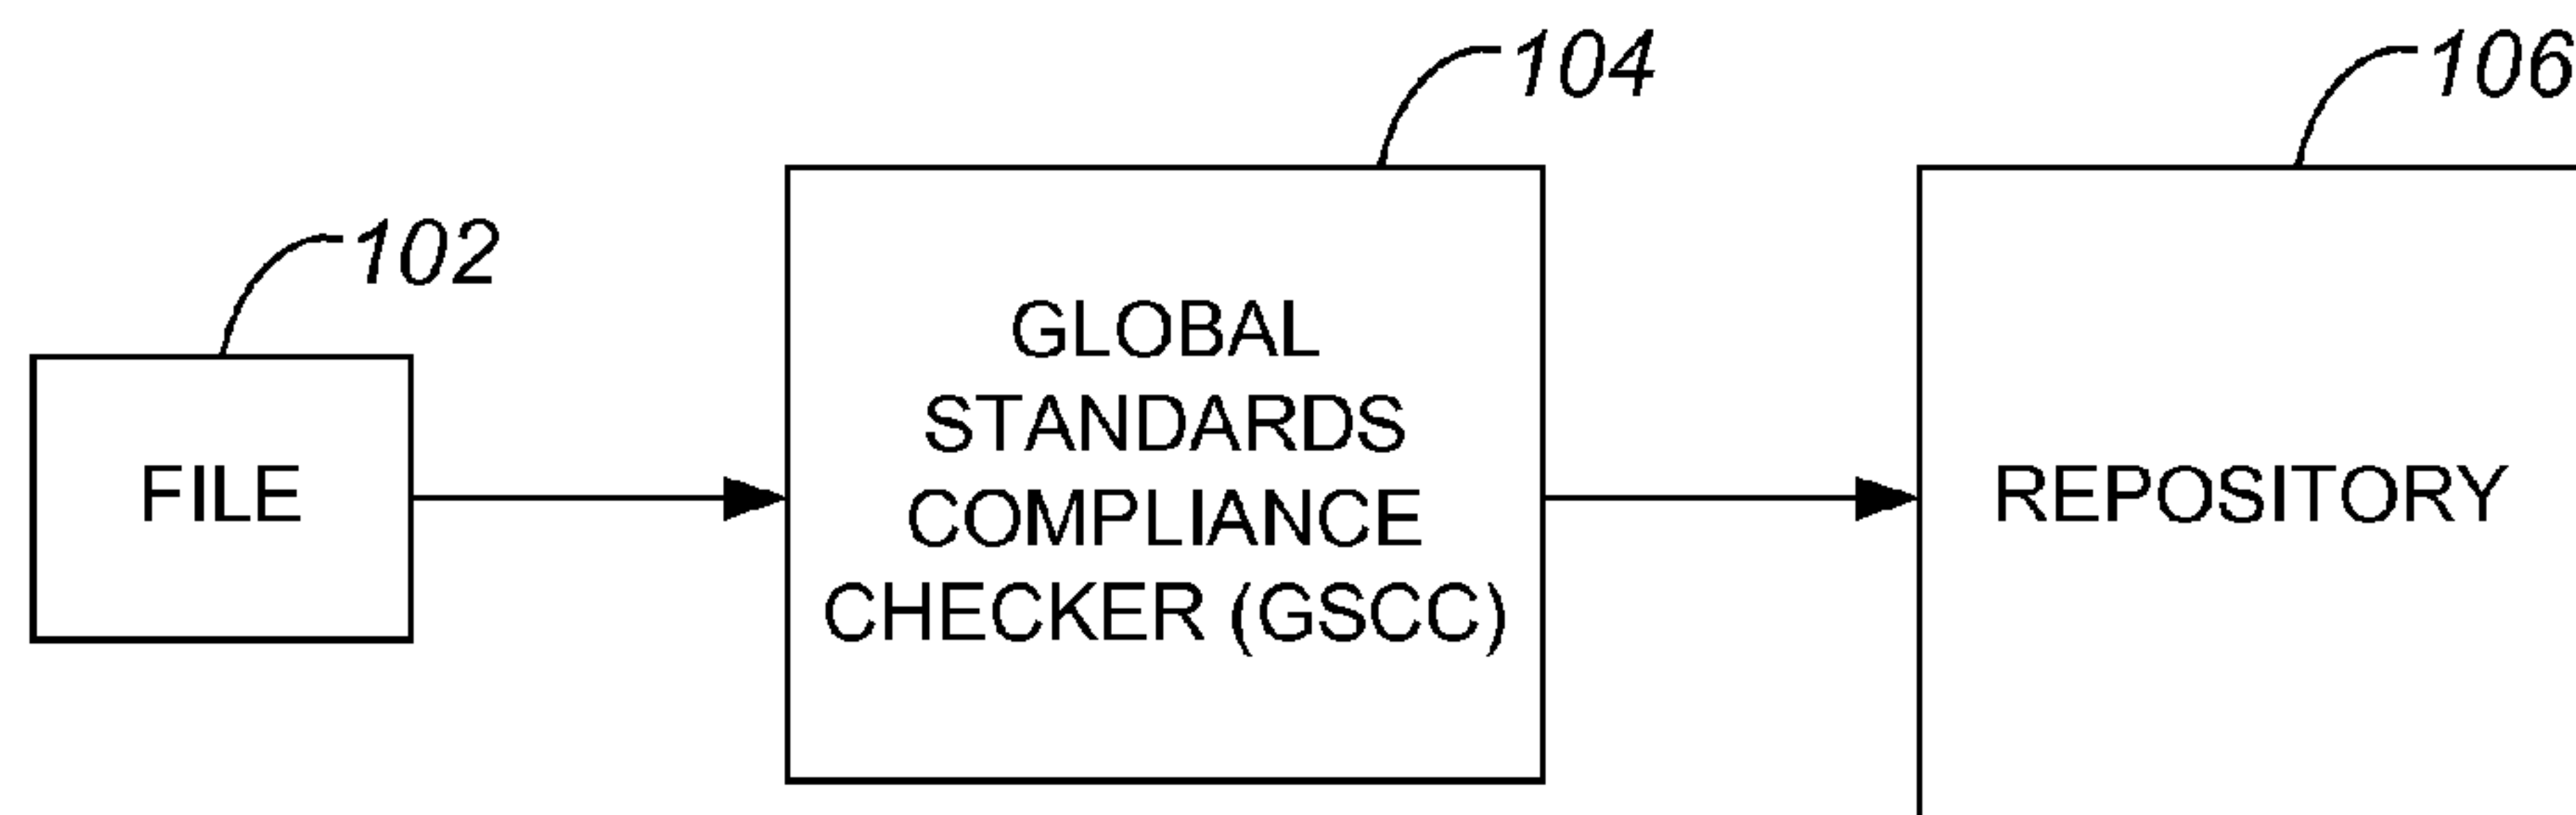 102
104
106
FILE
GLOBAL
STANDARDS
COMPLIANCE
CHECKER (GSCC)
REPOSITORY